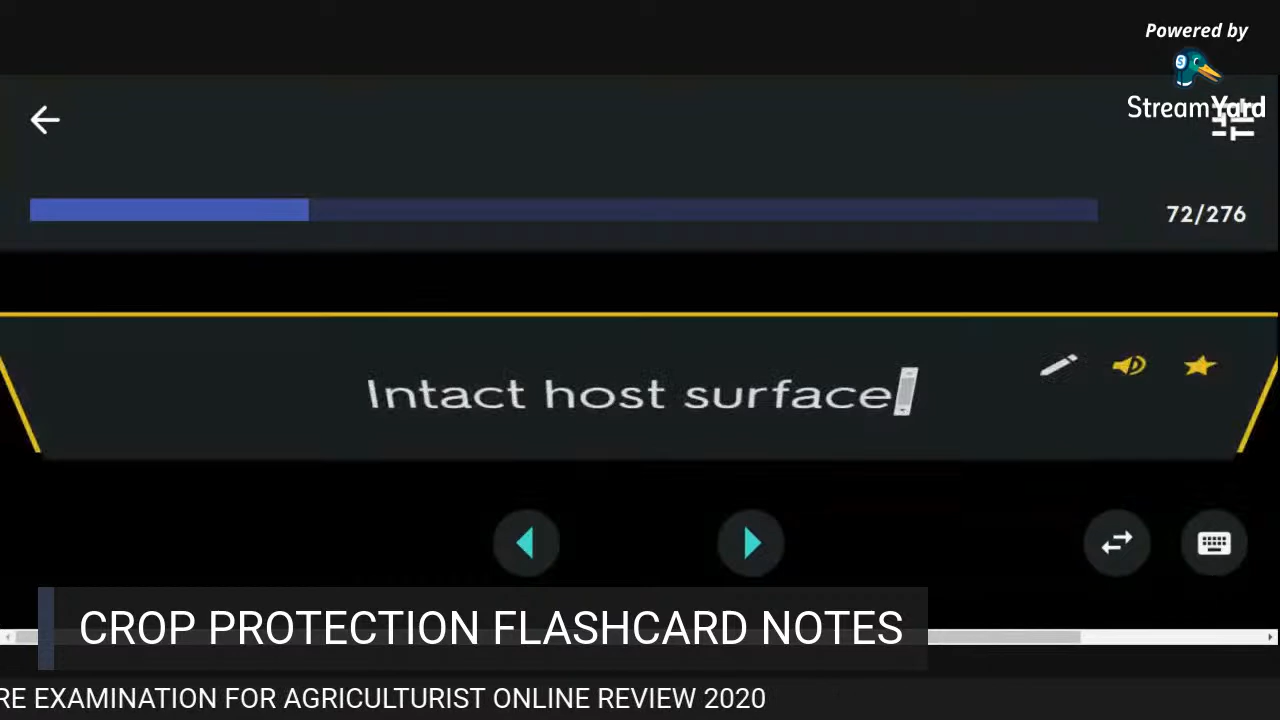 Powered by
StreamYard
72/276
Intact host surface
CROP PROTECTION FLASHCARD NOTES
RE EXAMINATION FOR AGRICULTURIST ONLINE REVIEW 2020